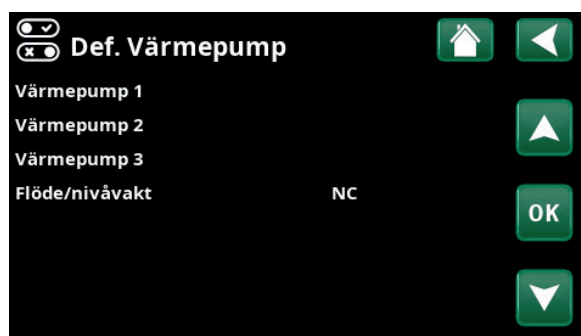 Def. Värmepump
Värmepump 1
Värmepump 2
Värmepump 3
Flöde/nivåvakt NC
OK